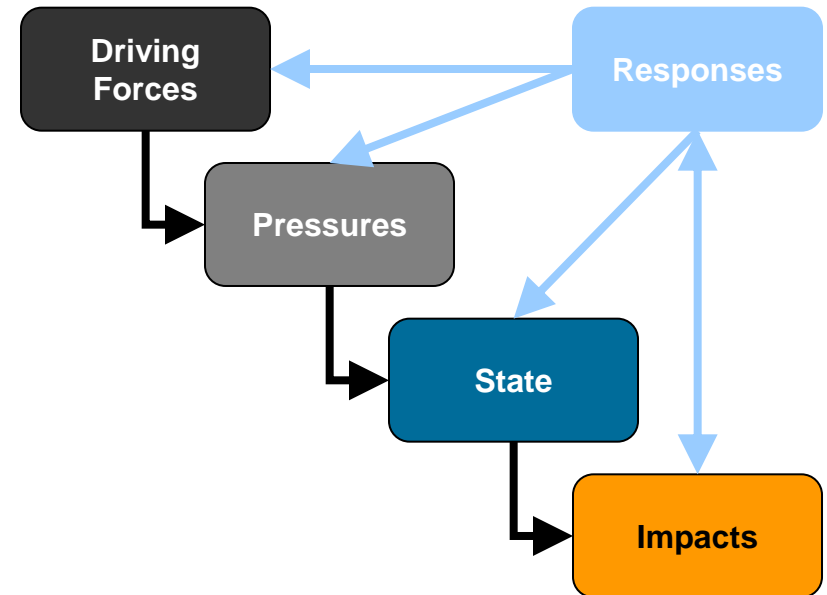 Driving
Forces
Responses
Pressures
State
Impacts